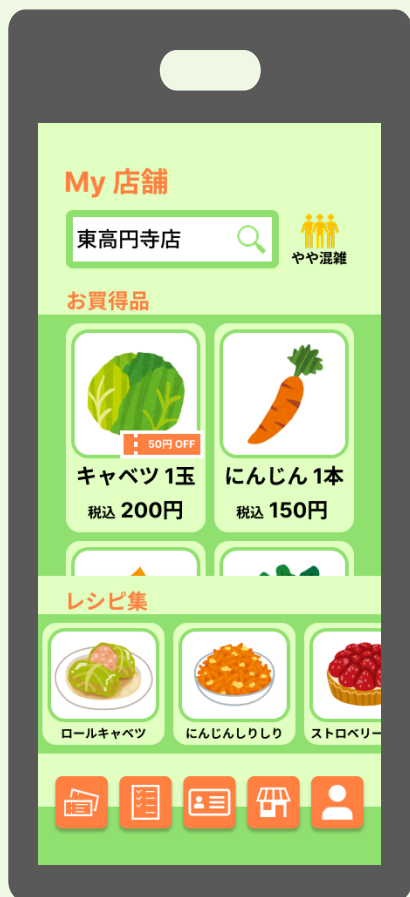 My 店舗
東高円寺店
やや混雑
お買得品
50円 OFF
キャベツ 1玉
税込 200円
にんじん 1本
税込 150円
レシピ集
ロールキャベツ
にんじんしりしり
ストロベリー